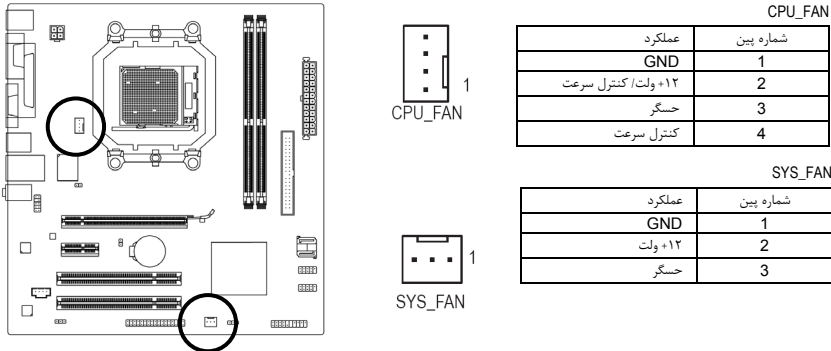 CPU_FAN
شماره پین عملکرد
1 GND
2 +۱۲ ولت/ کنترل سرعت
3 حسگر
4 کنترل سرعت
1
CPU_FAN
SYS_FAN
شماره پین عملکرد
1 GND
2 +۱۲ ولت
3 حسگر
1
SYS_FAN